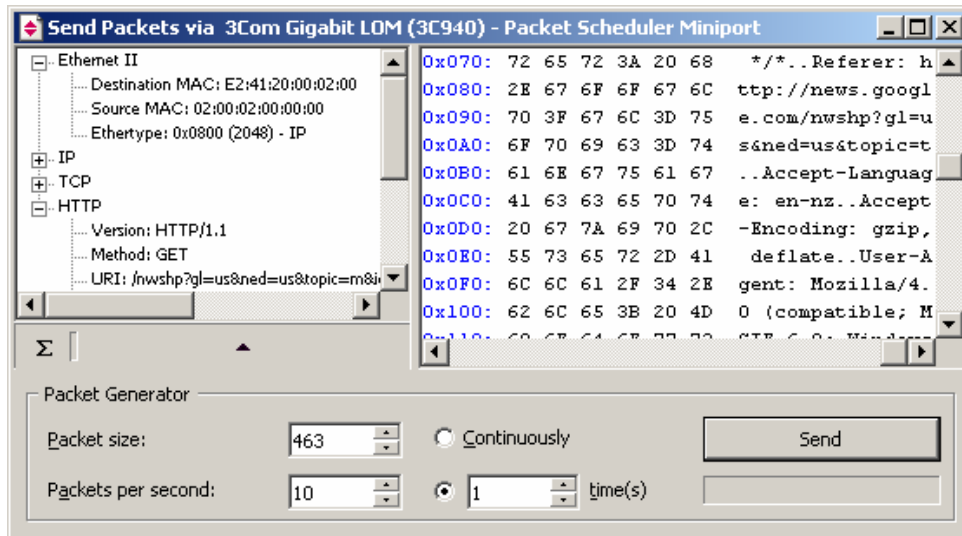 Send Packets via 3Com Gigabit LOM (3C940) - Packet Scheduler Miniport
Ethernet II
Destination MAC: E2:41:20:00:02:00
Source MAC: 02:00:02:00:00:00
Ethertype: 0x0800 (2048) - IP
IP
TCP
HTTP
Version: HTTP/1.1
Method: GET
URI: /nwshp?gl=us&ned=us&topic=m&i
Σ
0x070: 72 65 72 3A 20 68 */*..Referer: h
0x080: 2E 67 6F 6F 67 6C ttp://news.googl
0x090: 70 3F 67 6C 3D 75 e.com/nwshp?gl=u
0x0A0: 6F 70 69 63 3D 74 s&ned=us&topic=t
0x0B0: 61 6E 67 75 61 67 ..Accept-Languag
0x0C0: 41 63 63 65 70 74 e: en-nz..Accept
0x0D0: 20 67 7A 69 70 2C -Encoding: gzip,
0x0E0: 55 73 65 72 2D 41 deflate..User-A
0x0F0: 6C 6C 61 2F 34 2E gent: Mozilla/4.
0x100: 62 6C 65 3B 20 4D 0 (compatible; M
Packet Generator
Packet size: 463 Continuously Send
Packets per second: 10 1 time(s)